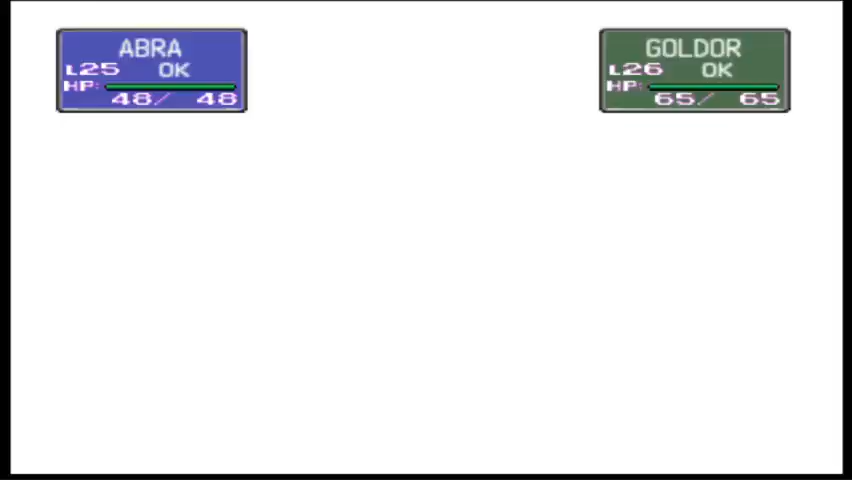 ABRA
L25 OK
HP:
48/ 48
GOLDOR
L26 OK
HP:
65/ 65